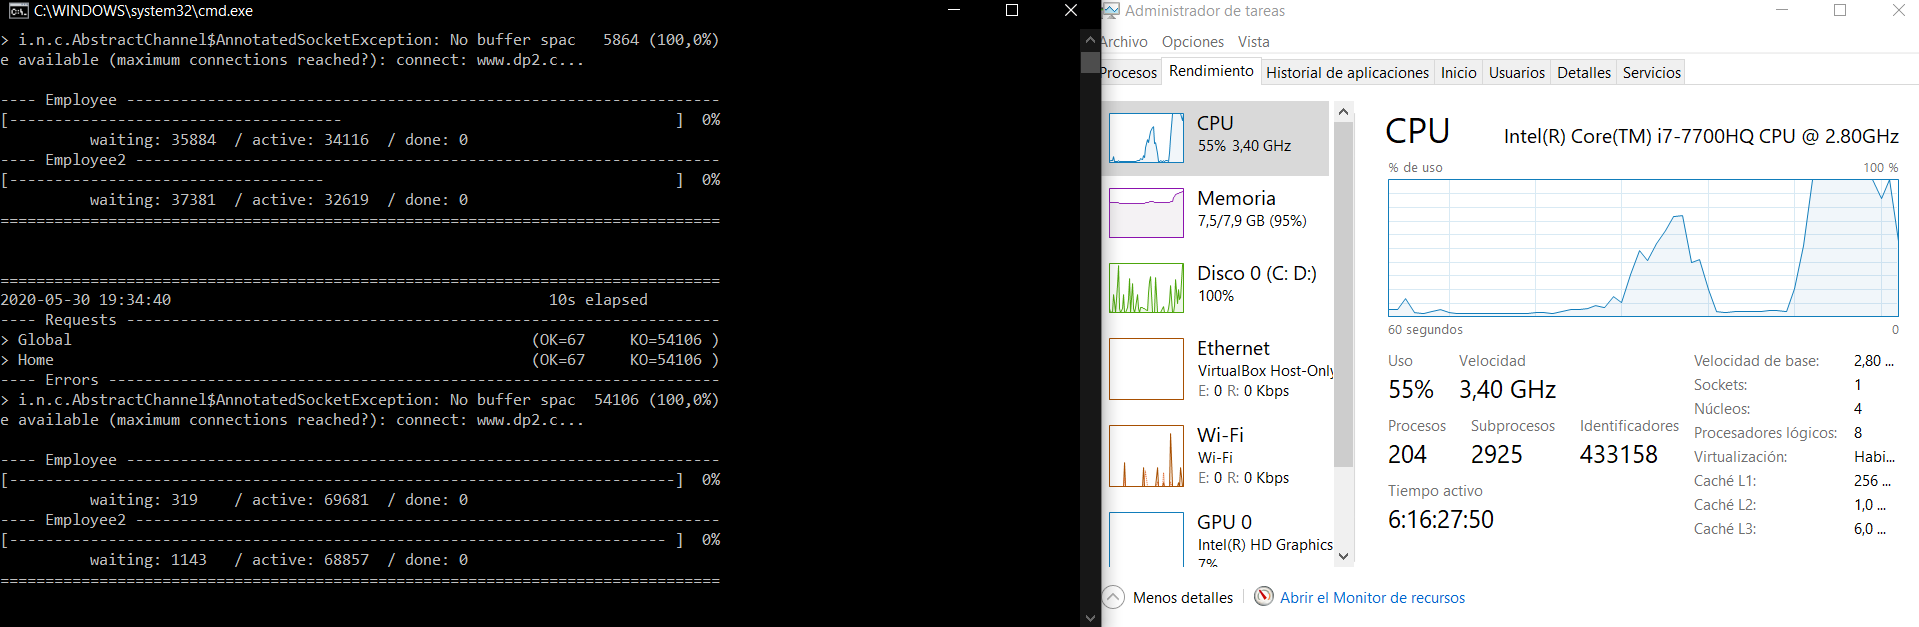 C:\WINDOWS\system32\cmd.exe
> i.n.c.AbstractChannel$AnnotatedSocketException: No buffer spac   5864 (100,0%)
e available (maximum connections reached?): connect: www.dp2.c...
---- Employee ------------------------------------------------------------------
[-------------------------------------                                     ]  0%
          waiting: 35884  / active: 34116  / done: 0
---- Employee2 -----------------------------------------------------------------
[-----------------------------------                                       ]  0%
          waiting: 37381  / active: 32619  / done: 0
================================================================================
================================================================================
2020-05-30 19:34:40                                          10s elapsed
---- Requests ------------------------------------------------------------------
> Global                                                   (OK=67     KO=54106 )
> Home                                                     (OK=67     KO=54106 )
---- Errors --------------------------------------------------------------------
> i.n.c.AbstractChannel$AnnotatedSocketException: No buffer spac  54106 (100,0%)
e available (maximum connections reached?): connect: www.dp2.c...
---- Employee ------------------------------------------------------------------
[--------------------------------------------------------------------------]  0%
          waiting: 319    / active: 69681  / done: 0
---- Employee2 -----------------------------------------------------------------
[------------------------------------------------------------------------- ]  0%
          waiting: 1143   / active: 68857  / done: 0
================================================================================
Administrador de tareas
Archivo Opciones Vista
Procesos Rendimiento Historial de aplicaciones Inicio Usuarios Detalles Servicios
CPU
55% 3,40 GHz
Memoria
7,5/7,9 GB (95%)
Disco 0 (C: D:)
100%
Ethernet
VirtualBox Host-Only
E: 0 R: 0 Kbps
Wi-Fi
Wi-Fi
E: 0 R: 0 Kbps
GPU 0
Intel(R) HD Graphics
7%
CPU Intel(R) Core(TM) i7-7700HQ CPU @ 2.80GHz
% de uso 100 %
60 segundos 0
Uso Velocidad
55% 3,40 GHz
Procesos Subprocesos Identificadores
204 2925 433158
Tiempo activo
6:16:27:50
Velocidad de base: 2,80 ...
Sockets: 1
Núcleos: 4
Procesadores lógicos: 8
Virtualización: Habi...
Caché L1: 256 ...
Caché L2: 1,0 ...
Caché L3: 6,0 ...
Menos detalles Abrir el Monitor de recursos